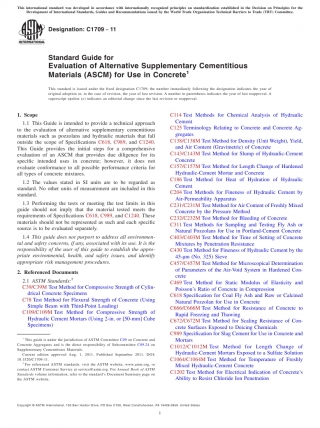 This international standard was developed in accordance with internationally recognized principles on standardization established in the Decision on Principles for the
Development of International Standards, Guides and Recommendations issued by the World Trade Organization Technical Barriers to Trade (TBT) Committee.
Designation: C1709 − 11
Standard Guide for
Evaluation of Alternative Supplementary Cementitious
Materials (ASCM) for Use in Concrete1
This standard is issued under the fixed designation C1709; the number immediately following the designation indicates the year of
original adoption or, in the case of revision, the year of last revision. A number in parentheses indicates the year of last reapproval. A
superscript epsilon (ε) indicates an editorial change since the last revision or reapproval.
1. Scope
1.1 This Guide is intended to provide a technical approach
to the evaluation of alternative supplementary cementitious
materials such as pozzolans and hydraulic materials that fall
outside the scope of Specifications C618, C989, and C1240.
This Guide provides the initial steps for a comprehensive
evaluation of an ASCM that provides due diligence for its
specific intended uses in concrete; however, it does not
evaluate conformance to all possible performance criteria for
all types of concrete mixtures.
1.2 The values stated in SI units are to be regarded as
standard. No other units of measurement are included in this
standard.
1.3 Performing the tests or meeting the test limits in this
guide should not imply that the material tested meets the
requirements of Specifications C618, C989, and C1240. These
materials should not be represented as such and each specific
source is to be evaluated separately.
1.4 This guide does not purport to address all environmen-
tal and safety concerns, if any, associated with its use. It is the
responsibility of the user of this guide to establish the appro-
priate environmental, health, and safety issues, and identify
appropriate risk management procedures.
2. Referenced Documents
2.1 ASTM Standards:2
C39/C39M Test Method for Compressive Strength of Cylin-
drical Concrete Specimens
C78 Test Method for Flexural Strength of Concrete (Using
Simple Beam with Third-Point Loading)
C109/C109M Test Method for Compressive Strength of
Hydraulic Cement Mortars (Using 2-in. or [50-mm] Cube
Specimens)
1 This guide is under the jurisdiction of ASTM Committee C09 on Concrete and
Concrete Aggregates and is the direct responsibility of Subcommittee C09.24 on
Supplementary Cementitious Materials.
Current edition approved Aug. 1, 2011. Published September 2011. DOI:
10.1520/C1709-11.
2 For referenced ASTM standards, visit the ASTM website, www.astm.org, or
contact ASTM Customer Service at service@astm.org. For Annual Book of ASTM
Standards volume information, refer to the standard's Document Summary page on
the ASTM website.
C114 Test Methods for Chemical Analysis of Hydraulic
Cement
C125 Terminology Relating to Concrete and Concrete Ag-
gregates
C138/C138M Test Method for Density (Unit Weight), Yield,
and Air Content (Gravimetric) of Concrete
C143/C143M Test Method for Slump of Hydraulic-Cement
Concrete
C157/C157M Test Method for Length Change of Hardened
Hydraulic-Cement Mortar and Concrete
C186 Test Method for Heat of Hydration of Hydraulic
Cement
C204 Test Methods for Fineness of Hydraulic Cement by
Air-Permeability Apparatus
C231/C231M Test Method for Air Content of Freshly Mixed
Concrete by the Pressure Method
C232/C232M Test Method for Bleeding of Concrete
C311 Test Methods for Sampling and Testing Fly Ash or
Natural Pozzolans for Use in Portland-Cement Concrete
C403/C403M Test Method for Time of Setting of Concrete
Mixtures by Penetration Resistance
C430 Test Method for Fineness of Hydraulic Cement by the
45-µm (No. 325) Sieve
C457/C457M Test Method for Microscopical Determination
of Parameters of the Air-Void System in Hardened Con-
crete
C469 Test Method for Static Modulus of Elasticity and
Poisson's Ratio of Concrete in Compression
C618 Specification for Coal Fly Ash and Raw or Calcined
Natural Pozzolan for Use in Concrete
C666/C666M Test Method for Resistance of Concrete to
Rapid Freezing and Thawing
C672/C672M Test Method for Scaling Resistance of Con-
crete Surfaces Exposed to Deicing Chemicals
C989 Specification for Slag Cement for Use in Concrete and
Mortars
C1012/C1012M Test Method for Length Change of
Hydraulic-Cement Mortars Exposed to a Sulfate Solution
C1064/C1064M Test Method for Temperature of Freshly
Mixed Hydraulic-Cement Concrete
C1202 Test Method for Electrical Indication of Concrete's
Ability to Resist Chloride Ion Penetration
Copyright © ASTM International, 100 Barr Harbor Drive, PO Box C700, West Conshohocken, PA 19428-2959. United States
1